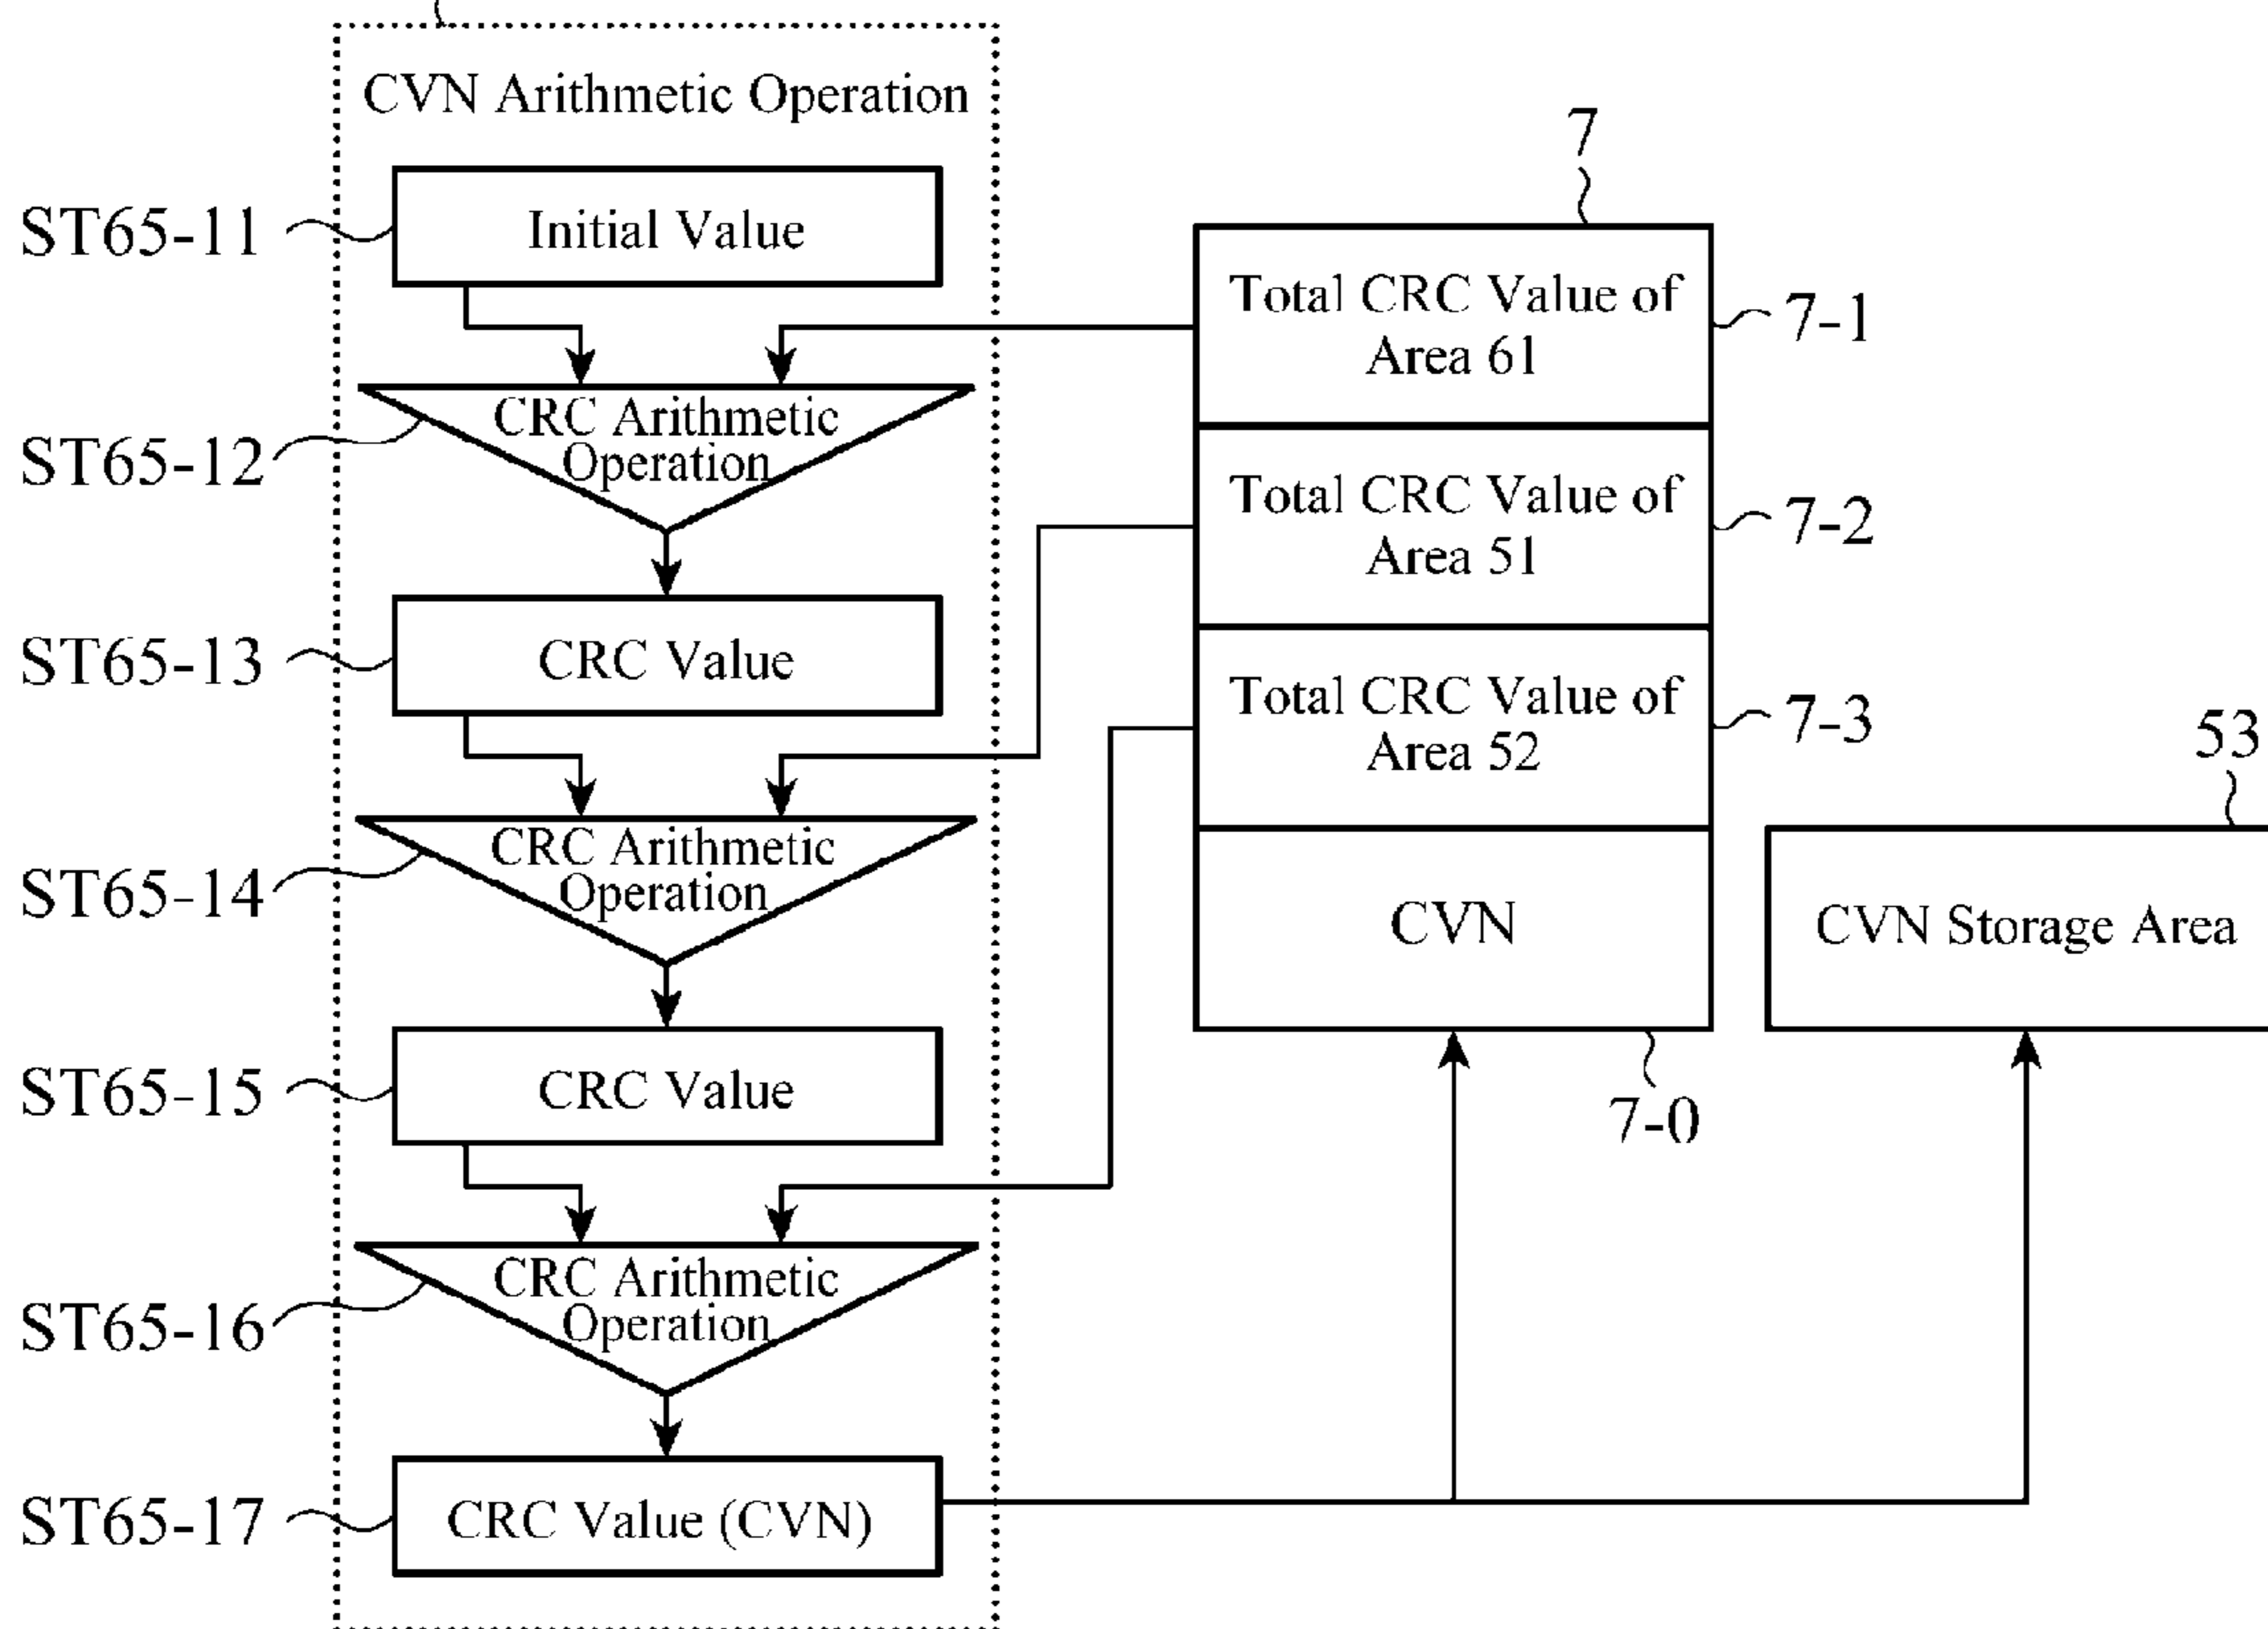 CVN Arithmetic Operation
ST65-11
Initial Value
ST65-12
CRC Arithmetic
Operation
ST65-13
CRC Value
ST65-14
CRC Arithmetic
Operation
ST65-15
CRC Value
ST65-16
CRC Arithmetic
Operation
ST65-17
CRC Value (CVN)
7
Total CRC Value of
Area 61
7-1
Total CRC Value of
Area 51
7-2
Total CRC Value of
Area 52
7-3
CVN
7-0
53
CVN Storage Area